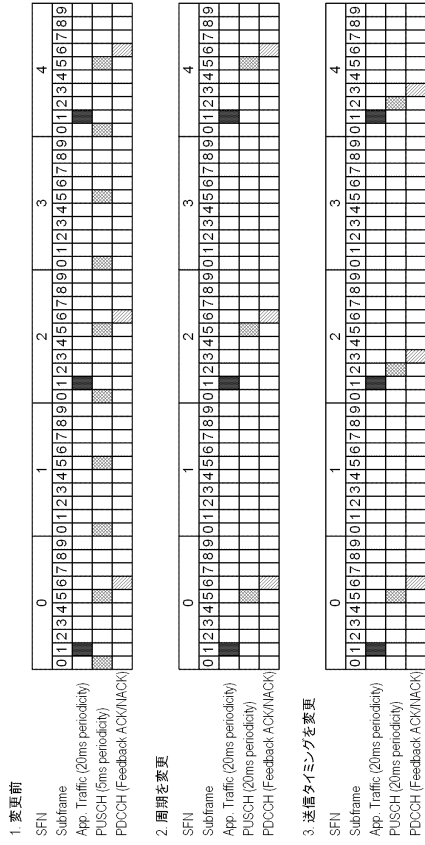 1. 変更前
SFN 0 1 2 3 4
Subframe 0 1 2 3 4 5 6 7 8 9 0 1 2 3 4 5 6 7 8 9 0 1 2 3 4 5 6 7 8 9 0 1 2 3 4 5 6 7 8 9 0 1 2 3 4 5 6 7 8 9
App. Traffic (20ms periodicity)
PUSCH (5ms periodicity)
PDCCH (Feedback ACK/NACK)
2. 周期を変更
SFN 0 1 2 3 4
Subframe 0 1 2 3 4 5 6 7 8 9 0 1 2 3 4 5 6 7 8 9 0 1 2 3 4 5 6 7 8 9 0 1 2 3 4 5 6 7 8 9 0 1 2 3 4 5 6 7 8 9
App. Traffic (20ms periodicity)
PUSCH (20ms periodicity)
PDCCH (Feedback ACK/NACK)
3. 送信タイミングを変更
SFN 0 1 2 3 4
Subframe 0 1 2 3 4 5 6 7 8 9 0 1 2 3 4 5 6 7 8 9 0 1 2 3 4 5 6 7 8 9 0 1 2 3 4 5 6 7 8 9 0 1 2 3 4 5 6 7 8 9
App. Traffic (20ms periodicity)
PUSCH (20ms periodicity)
PDCCH (Feedback ACK/NACK)